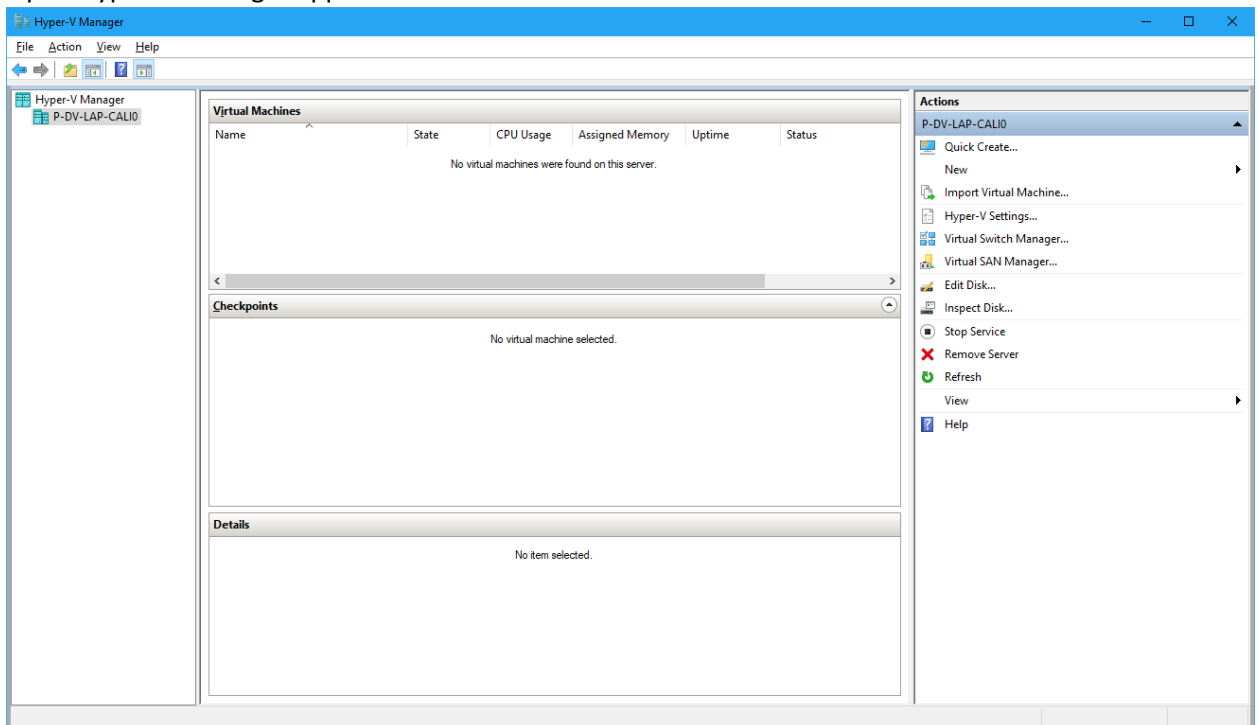 Hyper-V Manager
File Action View Help
Hyper-V Manager
P-DV-LAP-CALI0
Virtual Machines
Name State CPU Usage Assigned Memory Uptime Status
No virtual machines were found on this server.
Checkpoints
No virtual machine selected.
Details
No item selected.
Actions
P-DV-LAP-CALI0
Quick Create...
New
Import Virtual Machine...
Hyper-V Settings...
Virtual Switch Manager...
Virtual SAN Manager...
Edit Disk...
Inspect Disk...
Stop Service
Remove Server
Refresh
View
Help